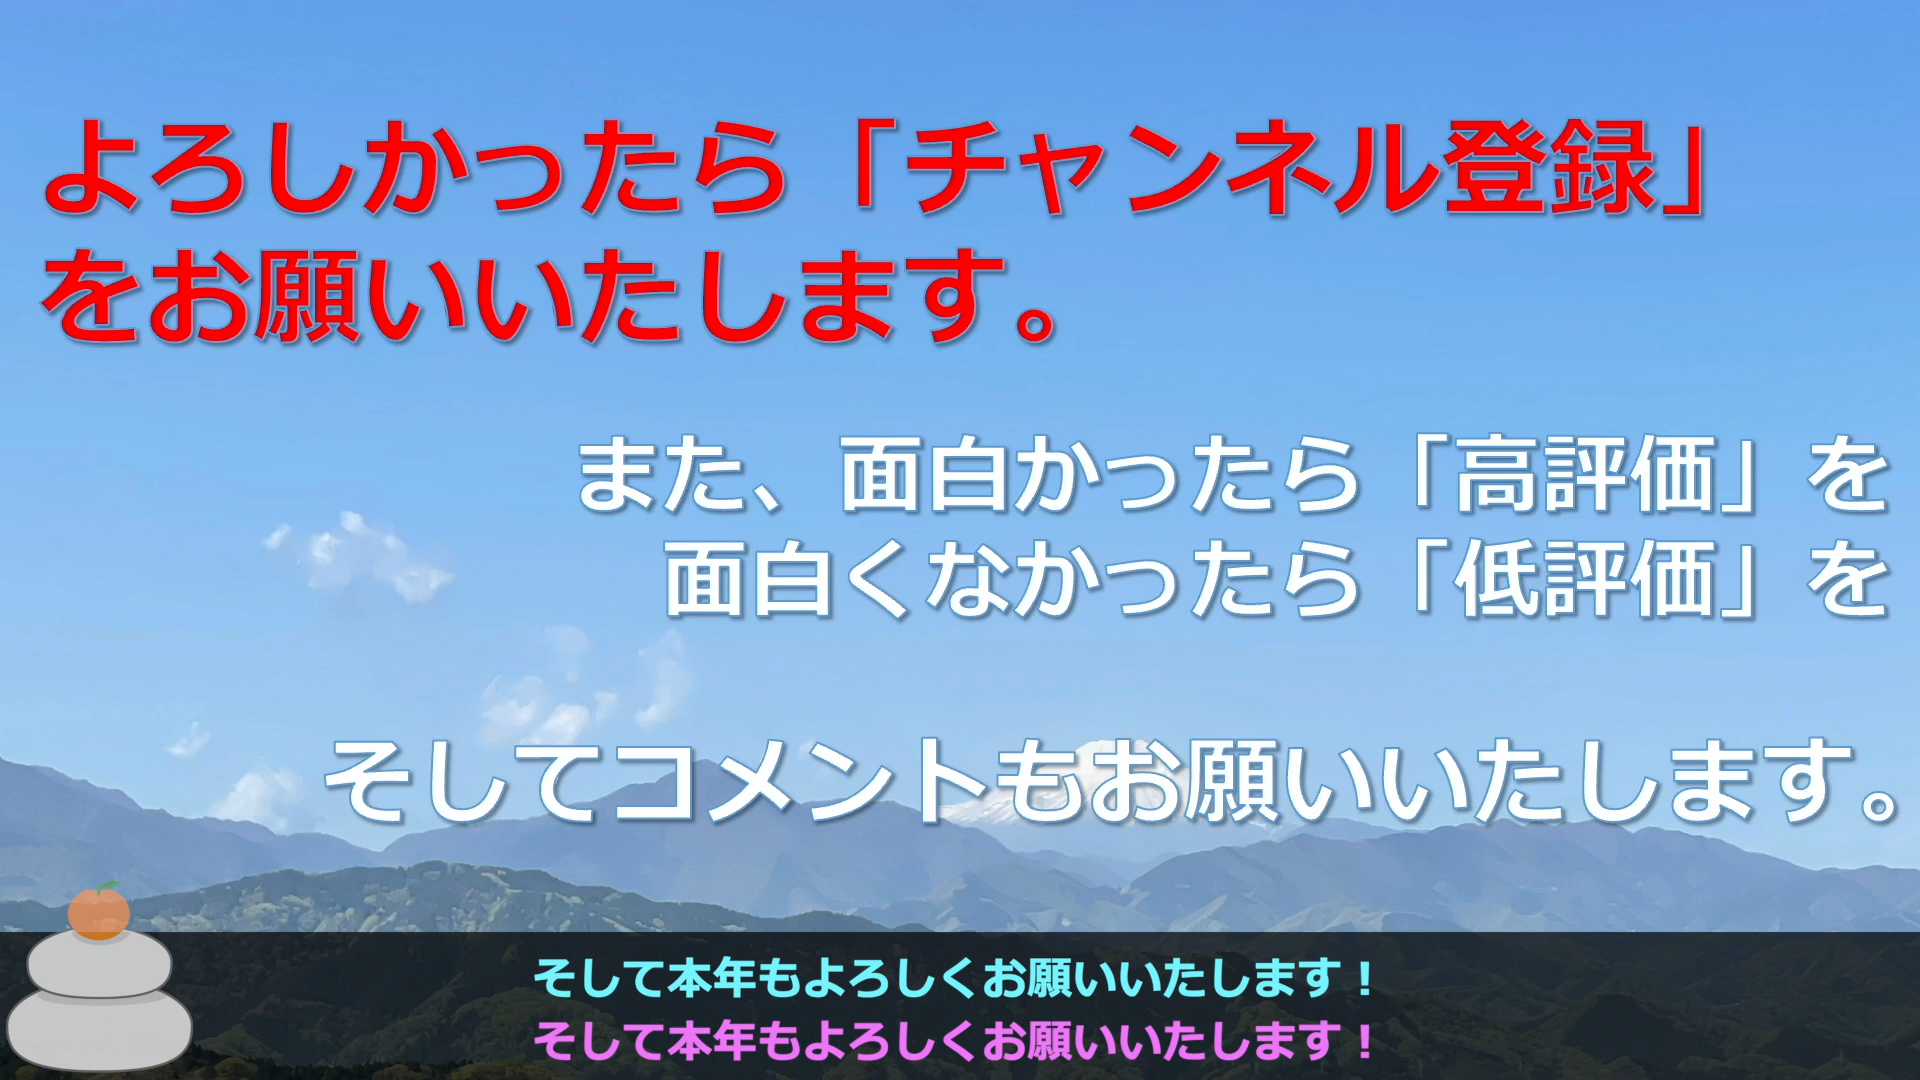 よろしかったら「チャンネル登録」
をお願いいたします。
また、面白かったら「高評価」を
面白くなかったら「低評価」を
そしてコメントもお願いいたします。
そして本年もよろしくお願いいたします！
そして本年もよろしくお願いいたします！